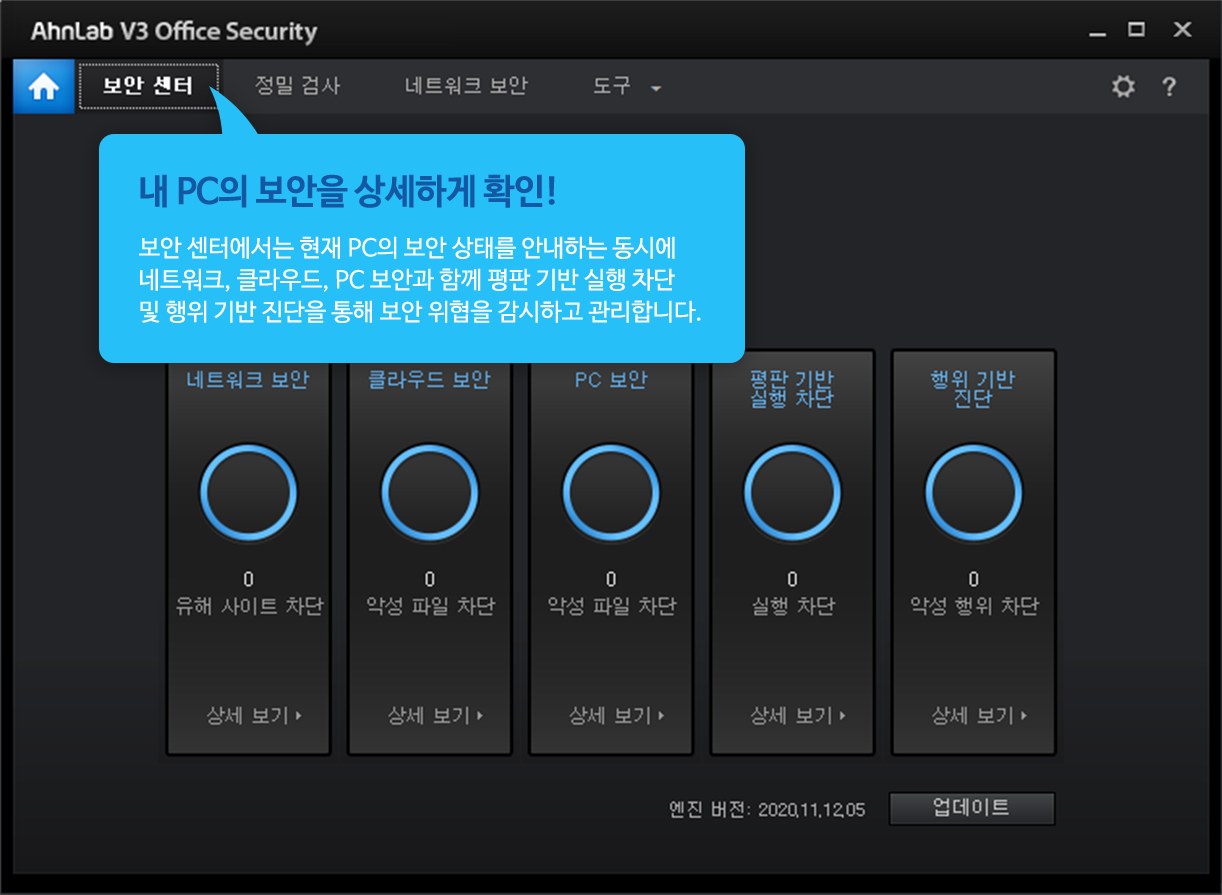 AhnLab V3 Office Security
보안 센터 정밀 검사 네트워크 보안 도구
?
내 PC의 보안을 상세하게 확인!
보안 센터에서는 현재 PC의 보안 상태를 안내하는 동시에
네트워크, 클라우드, PC 보안과 함께 평판 기반 실행 차단
및 행위 기반 진단을 통해 보안 위협을 감시하고 관리합니다.
네트워크 보안
0
유해 사이트 차단
상세 보기
클라우드 보안
0
악성 파일 차단
상세 보기
PC 보안
0
악성 파일 차단
상세 보기
평판 기반
실행 차단
0
실행 차단
상세 보기
행위 기반
진단
0
악성 행위 차단
상세 보기
엔진 버전: 2020.11.12.05 업데이트